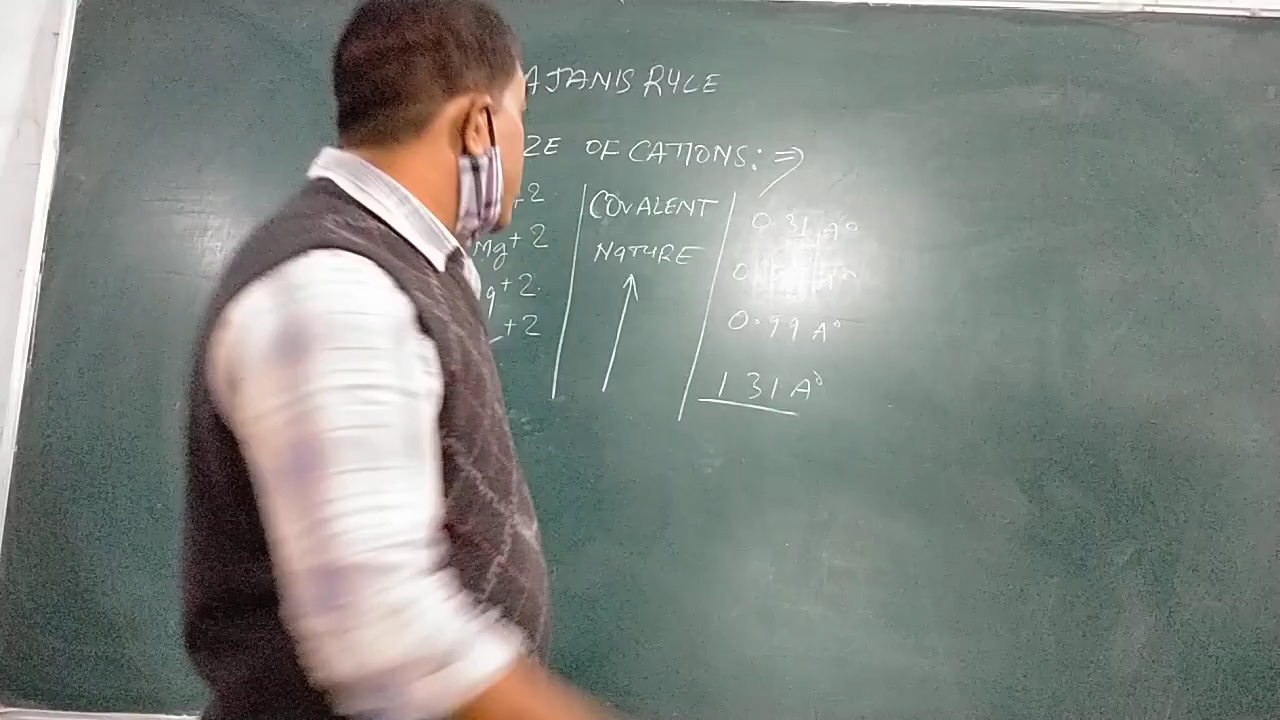 AJANIS RULE
ZE OF CATIONS: ⇒
+2 COVALENT 0.31 A°
Mg+2 NATURE
+2 0.99 A°
+2 1 31 A°